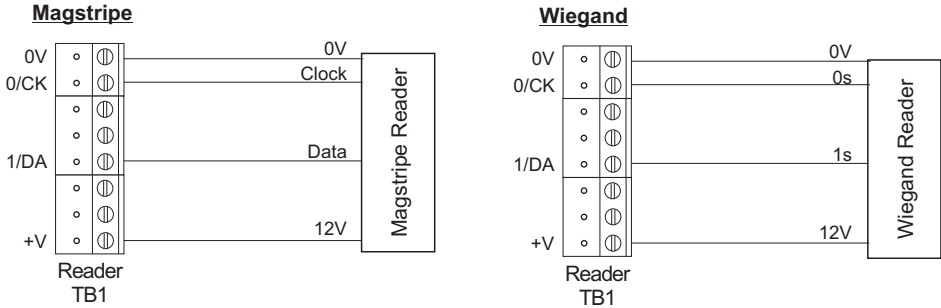 Magstripe
0V
0/CK
1/DA
+V
0V
Clock
Data
12V
Magstripe Reader
Reader
TB1
Wiegand
0V
0/CK
1/DA
+V
0V
0s
1s
12V
Wiegand Reader
Reader
TB1